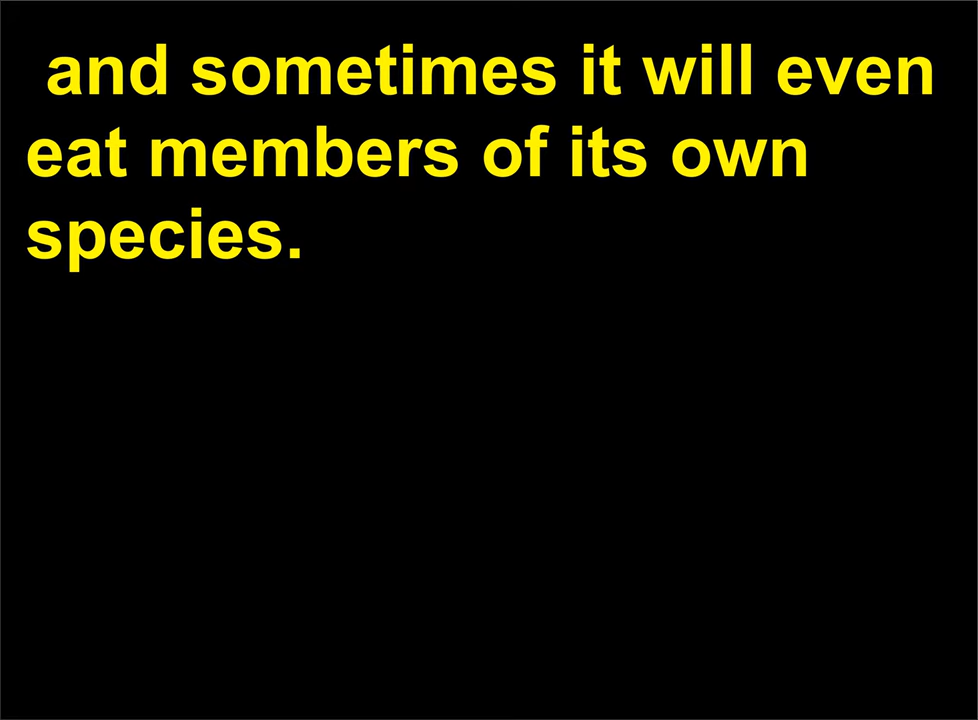 and sometimes it will even
eat members of its own
species.